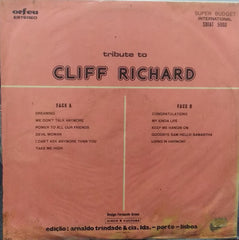 orfeu
ESTEREO
SUPER BUDGET
INTERNATIONAL
SBIAT 5000
tribute to
CLIFF RICHARD
FACE A
DREAMING
WE DON'T TALK ANYMORE
POWER TO ALL OUR FRIENDS
DEVIL WOMAN
I CAN'T ASK ANYMORE THAN YOU
TAKE ME HIGH
FACE B
CONGRATULATIONS
MY KINDA LIFE
KEEP ME HANGIN ON
GOODBYE SAM HELLO SAMANTHA
LIVING IN HARMONY
edição : arnaldo trindade & cia. lda. - porto - lisboa